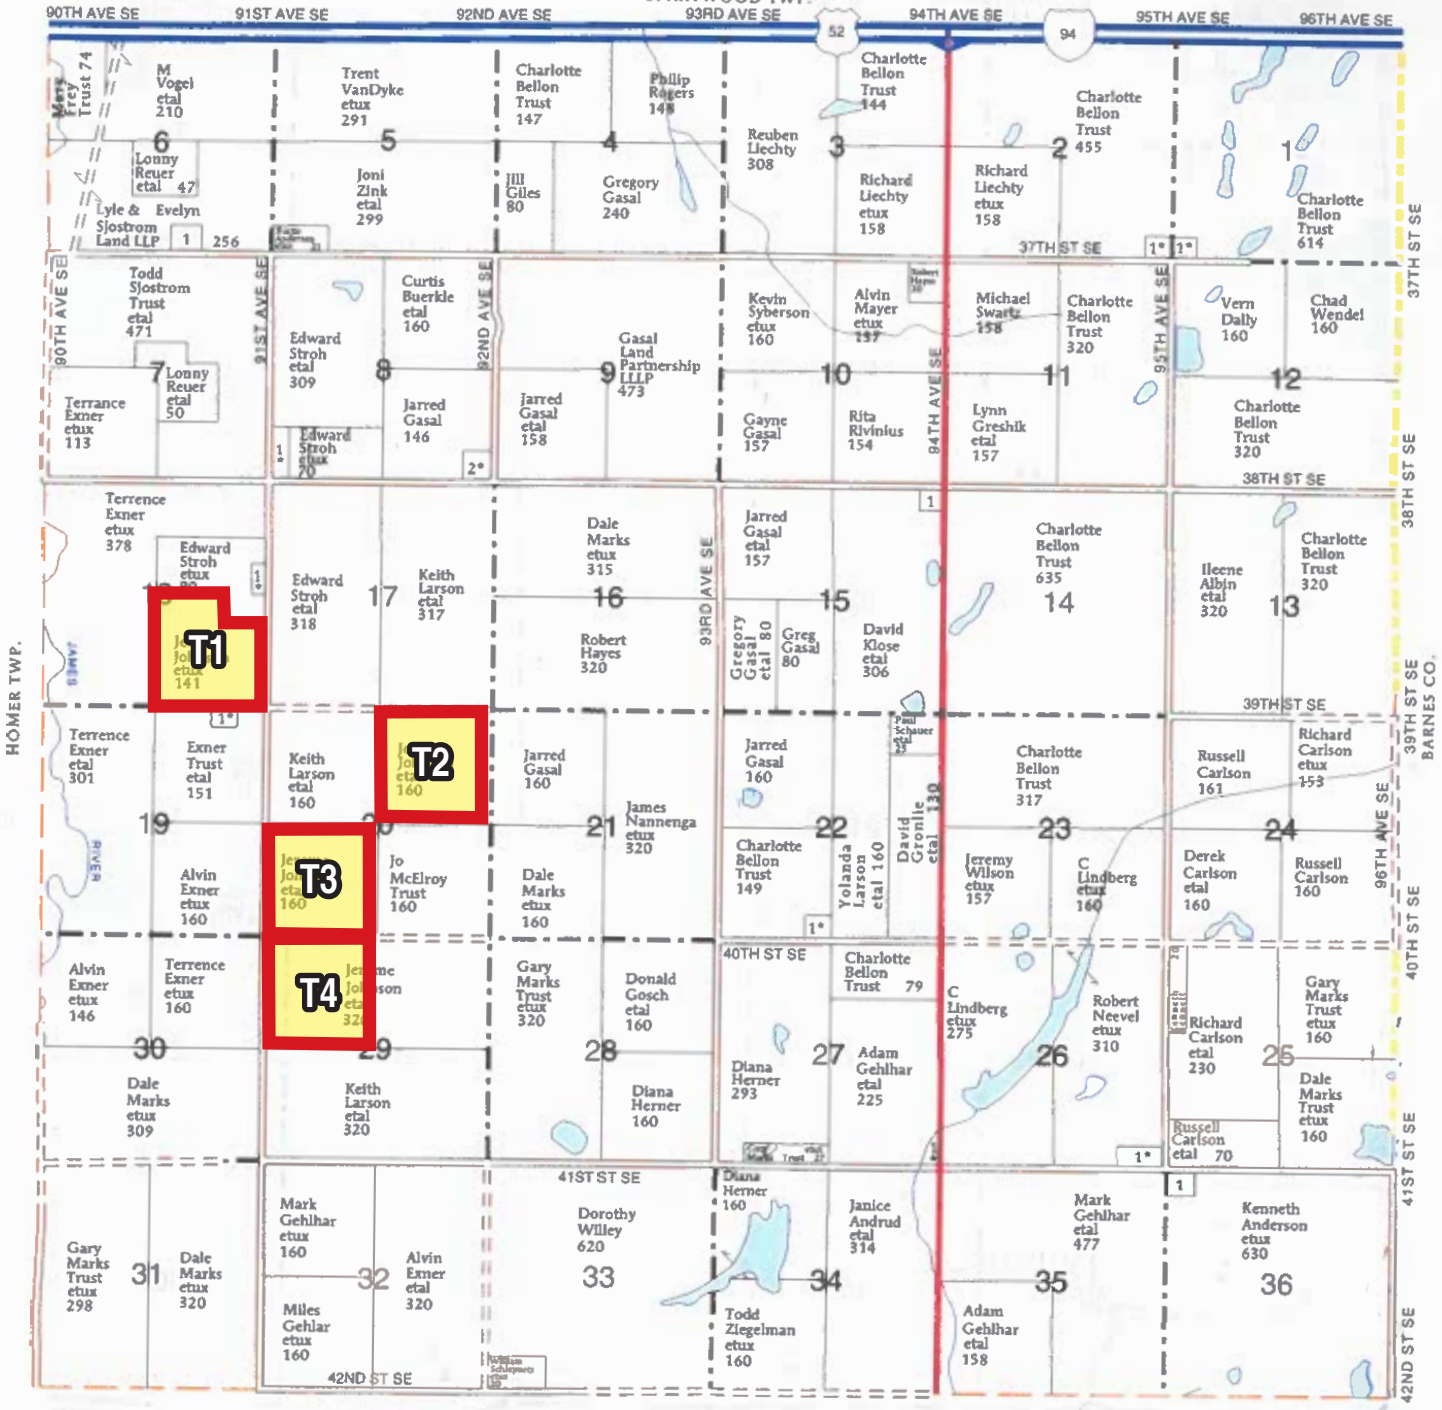 90TH AVE SE 91ST AVE SE 92ND AVE SE 93RD AVE SE 94TH AVE SE 95TH AVE SE 96TH AVE SE
52
94
Frey
Trust 74
M
Vogel
etal
210
6
Lonny
Reuer
etal 47
Lyle & Evelyn
Sjostrom
Land LLP
1
256
Trent
VanDyke
etux
291
5
Joni
Zink
etal
299
Charlotte
Bellon
Trust
147
Philip
Rogers
148
4
Jill
Giles
80
Gregory
Gasal
240
Reuben
Liechty
308
Charlotte
Bellon
Trust
144
3
Richard
Liechty
etux
158
Charlotte
Bellon
Trust
455
2
Richard
Liechty
etux
158
37TH ST SE
1*
1*
1
Charlotte
Bellon
Trust
614
37TH ST SE
90TH AVE SE
Todd
Sjostrom
Trust
etal
471
7
Lonny
Reuer
etal
50
Terrance
Exner
etux
113
91ST AVE SE
Edward
Stroh
etal
309
Curtis
Buerkle
etal
160
8
Edward
Stroh
etux
70
1
*
Jarred
Gasal
146
2*
92ND AVE SE
Gasal
Land
Partnership
LLLP
473
9
Jarred
Gasal
etal
158
Kevin
Syberson
etux
160
Alvin
Mayer
etux
157
10
Gayne
Gasal
157
Rita
Rivinius
154
94TH AVE SE
Michael
Swartz
158
Charlotte
Bellon
Trust
320
11
Lynn
Greshik
etal
157
95TH AVE SE
Vern
Dally
160
Chad
Wendel
160
12
Charlotte
Bellon
Trust
320
38TH ST SE
38TH ST SE
Terrence
Exner
etux
378
Edward
Stroh
etux
1
T1
141
JAMES
Edward
Stroh
etal
318
17
Keith
Larson
etal
317
Dale
Marks
etux
315
16
Robert
Hayes
320
93RD AVE SE
Jarred
Gasal
etal
157
1
15
Gregory
Gasal
etal 80
Greg
Gasal
80
David
Klose
etal
306
Charlotte
Bellon
Trust
635
14
Ileene
Albin
etal
320
Charlotte
Bellon
Trust
320
13
39TH ST SE
39TH ST SE
HOMER TWP.
BARNES CO.
Terrence
Exner
etal
301
1*
Exner
Trust
etal
151
19
RIVER
Alvin
Exner
etal
160
Keith
Larson
etal
160
T2
160
20
T3
160
Jo
McElroy
Trust
160
Jarred
Gasal
160
21
James
Nannenga
etux
320
Dale
Marks
etux
160
Jarred
Gasal
160
Paul
Schauer
etal
25
22
Charlotte
Bellon
Trust
149
Yolanda
Larson
etal 160
David
Gronlie
etal 130
1*
Charlotte
Bellon
Trust
317
23
Jeremy
Wilson
etux
157
C
Lindberg
etux
160
Russell
Carlson
161
Richard
Carlson
etux
153
24
Derek
Carlson
etal
160
Russell
Carlson
160
96TH AVE SE
40TH ST SE
40TH ST SE
Alvin
Exner
etux
146
Terrence
Exner
etux
160
30
Dale
Marks
etux
309
T4
Jerome
Johnson
29
Keith
Larson
etal
320
Gary
Marks
Trust
etux
320
Donald
Gosch
etal
160
28
Diana
Herner
160
Charlotte
Bellon
Trust 79
27
Diana
Herner
293
Adam
Gehlhar
etal
225
C
Lindberg
etux
275
26
Robert
Neevel
etux
310
1*
Richard
Carlson
etal
230
25
Gary
Marks
Trust
etux
160
Russell
Carlson
etal 70
Dale
Marks
Trust
etux
160
41ST ST SE
41ST ST SE
Gary
Marks
Trust
etux
298
31
Dale
Marks
etux
320
Mark
Gehlhar
etux
160
32
Miles
Gehlar
etux
160
Alvin
Exner
etal
320
42ND ST SE
Dorothy
Willey
620
33
Diana
Herner
160
Janice
Andrud
etal
314
34
Todd
Ziegelman
etux
160
Mark
Gehlhar
etal
477
35
Adam
Gehlhar
etal
158
1
Kenneth
Anderson
etux
630
36
42ND ST SE